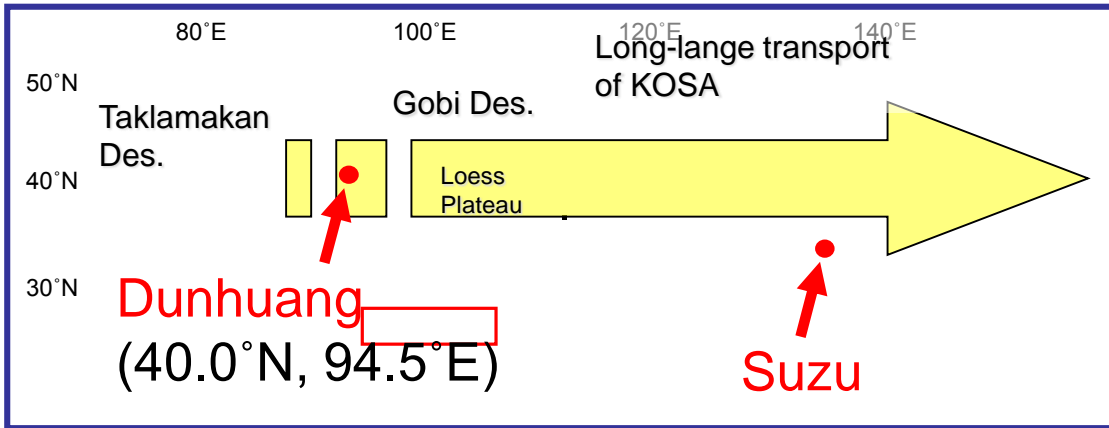 80˚E 100˚E 120˚E 140˚E
Long-lange transport
of KOSA
50˚N
Gobi Des.
Taklamakan
Des.
40˚N
Loess
Plateau
30˚N
Dunhuang
(40.0˚N, 94.5˚E)
Suzu